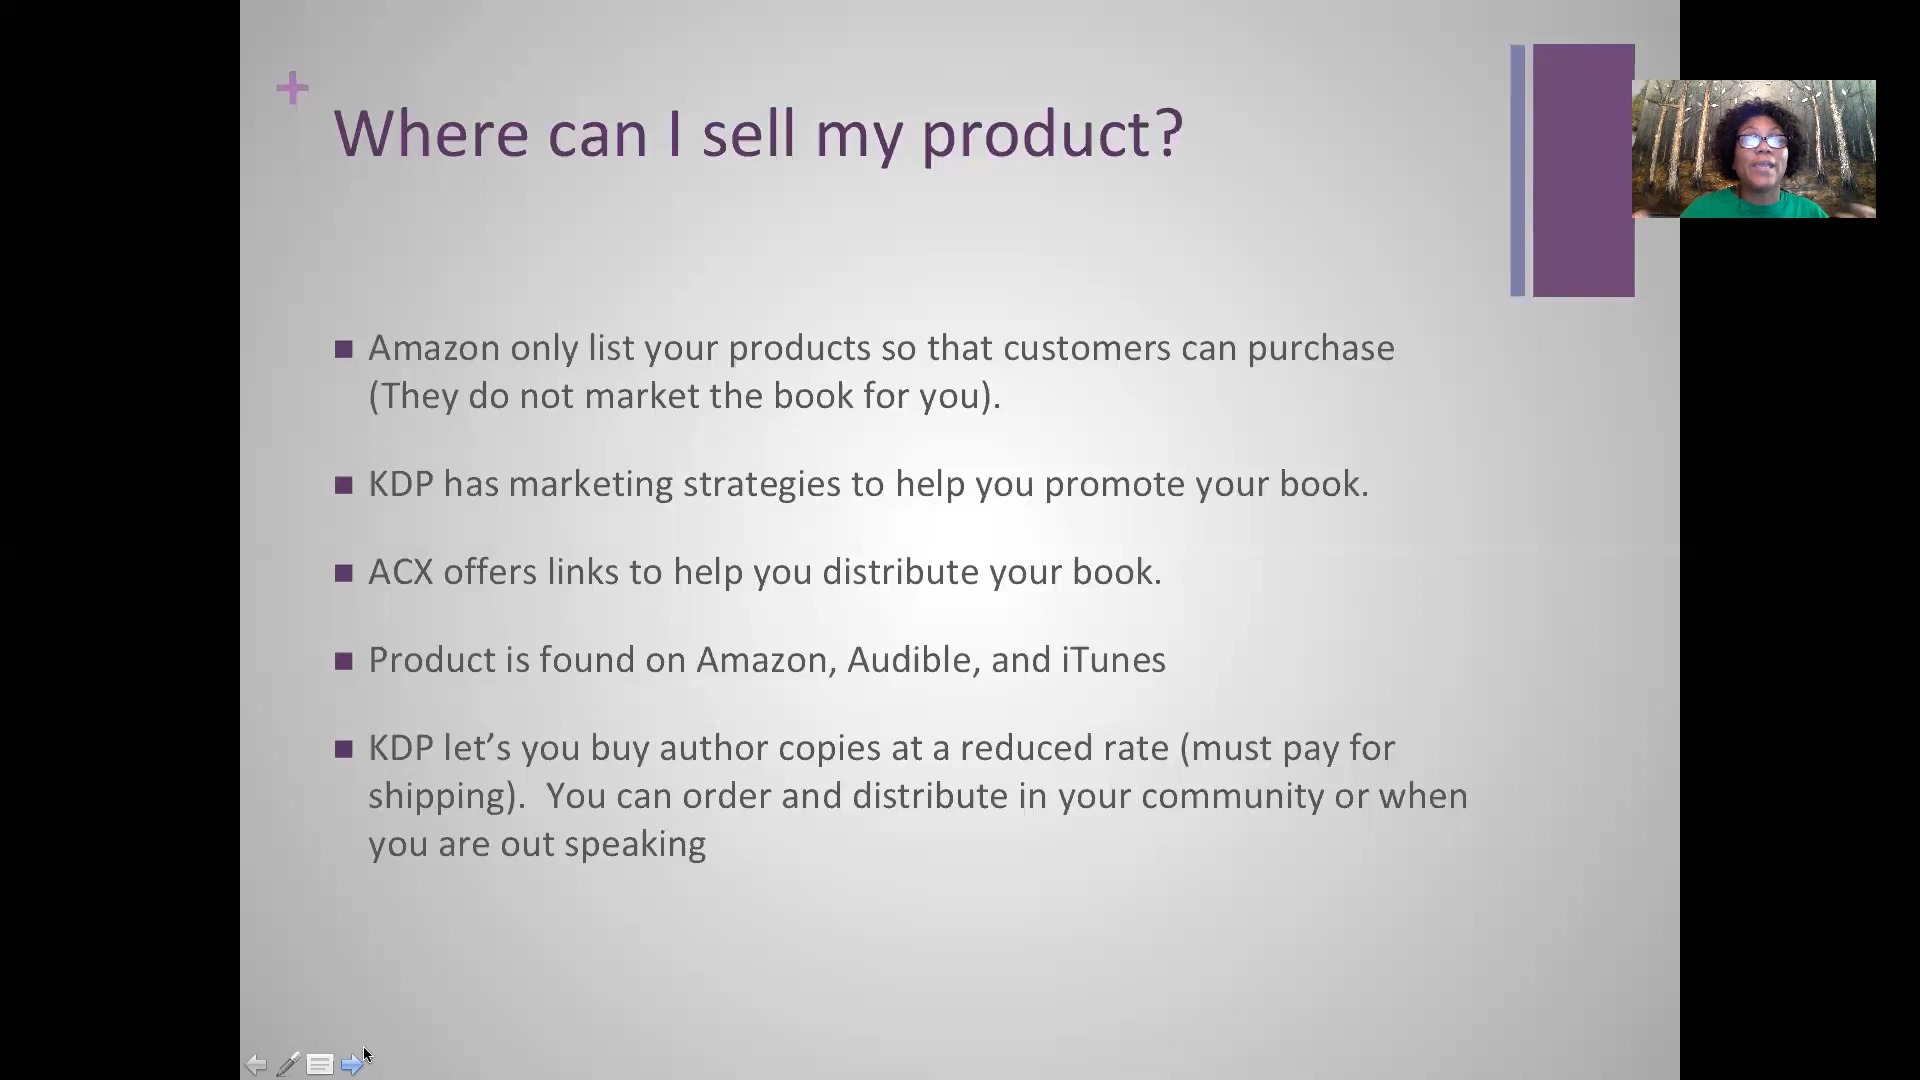 +
Where can I sell my product?
Amazon only list your products so that customers can purchase
(They do not market the book for you).
KDP has marketing strategies to help you promote your book.
ACX offers links to help you distribute your book.
Product is found on Amazon, Audible, and iTunes
KDP let’s you buy author copies at a reduced rate (must pay for
shipping).  You can order and distribute in your community or when
you are out speaking